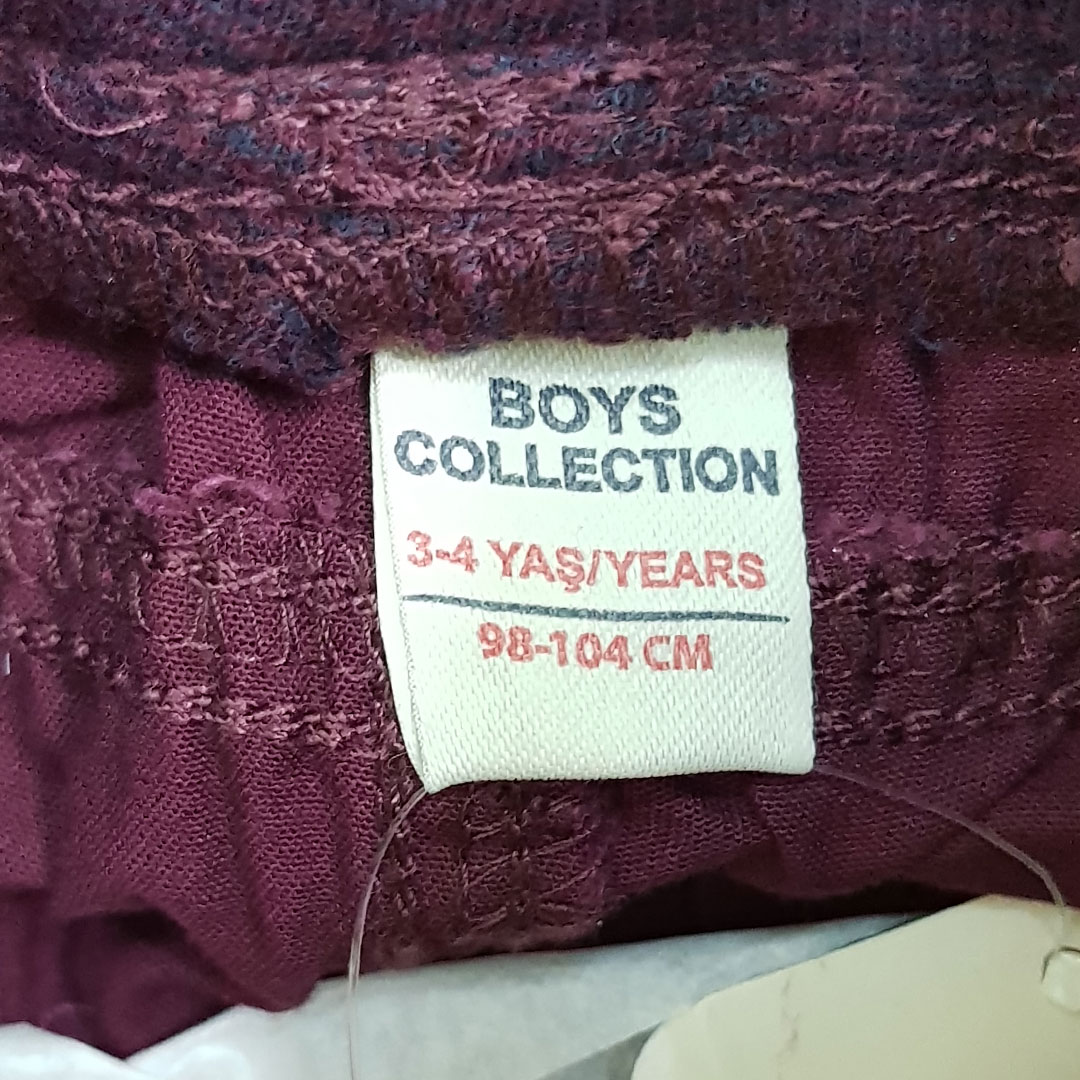 BOYS
COLLECTION
3-4 YAŞ/YEARS
98-104 CM